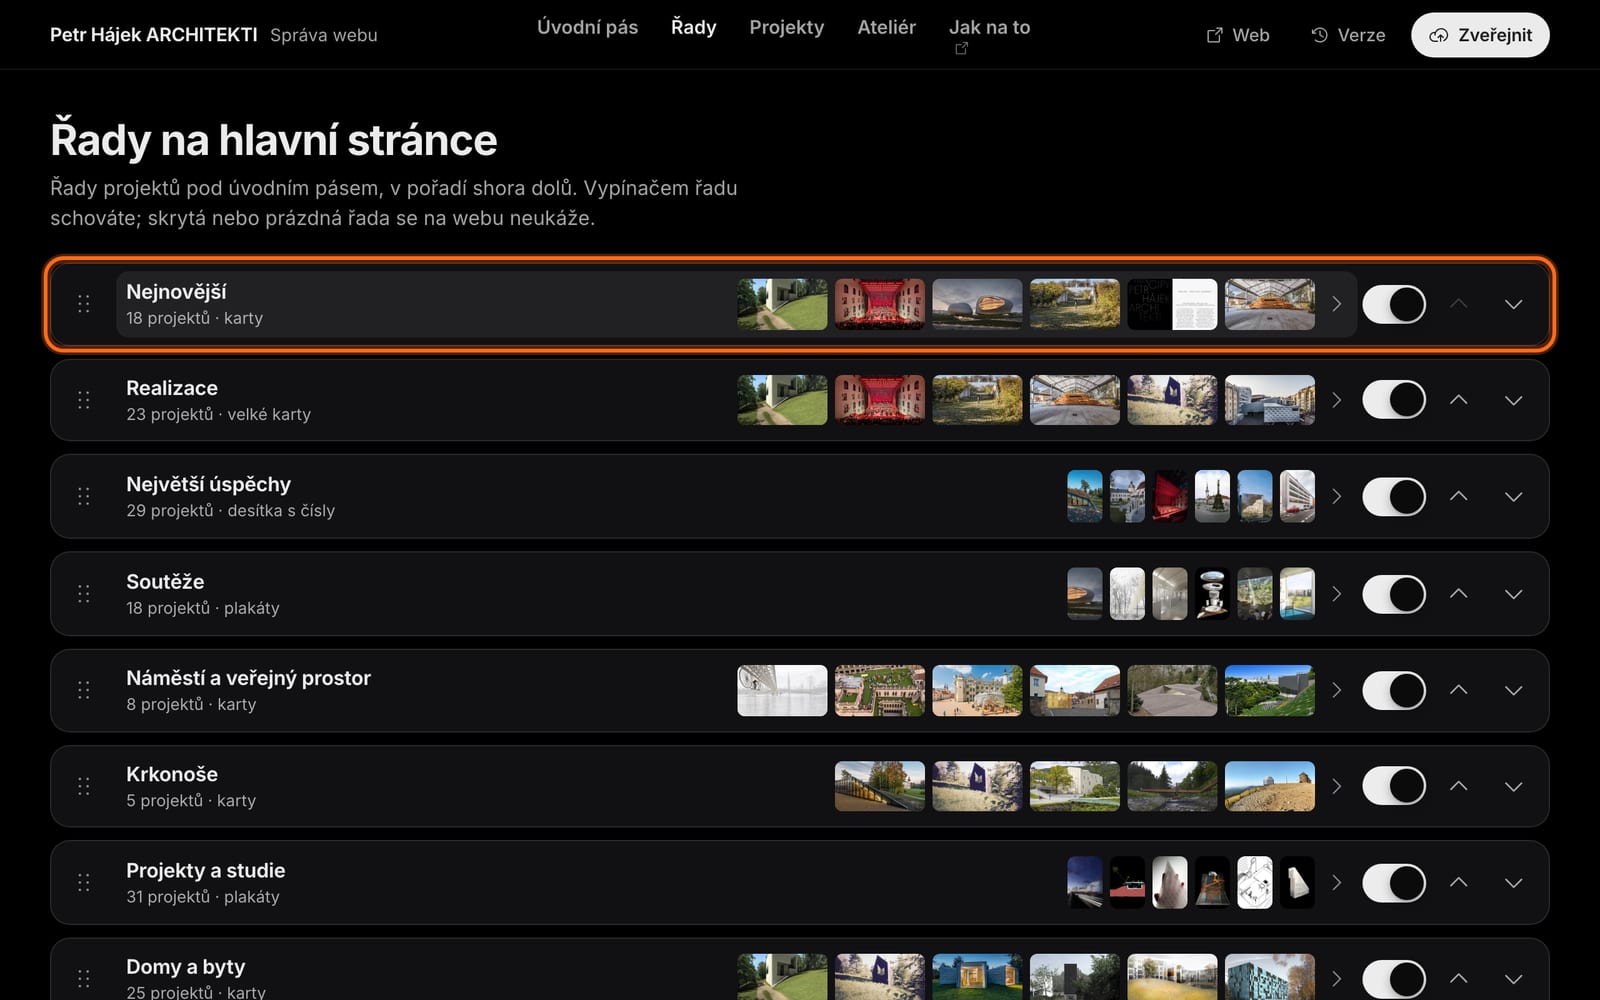 Petr Hájek ARCHITEKTI Správa webu
Úvodní pás Řady Projekty Ateliér Jak na to
Web Verze Zveřejnit
Řady na hlavní stránce
Řady projektů pod úvodním pásem, v pořadí shora dolů. Vypínačem řadu
schováte; skrytá nebo prázdná řada se na webu neukáže.
Nejnovější
18 projektů · karty
Realizace
23 projektů · velké karty
Největší úspěchy
29 projektů · desítka s čísly
Soutěže
18 projektů · plakáty
Náměstí a veřejný prostor
8 projektů · karty
Krkonoše
5 projektů · karty
Projekty a studie
31 projektů · plakáty
Domy a byty
25 projektů · karty